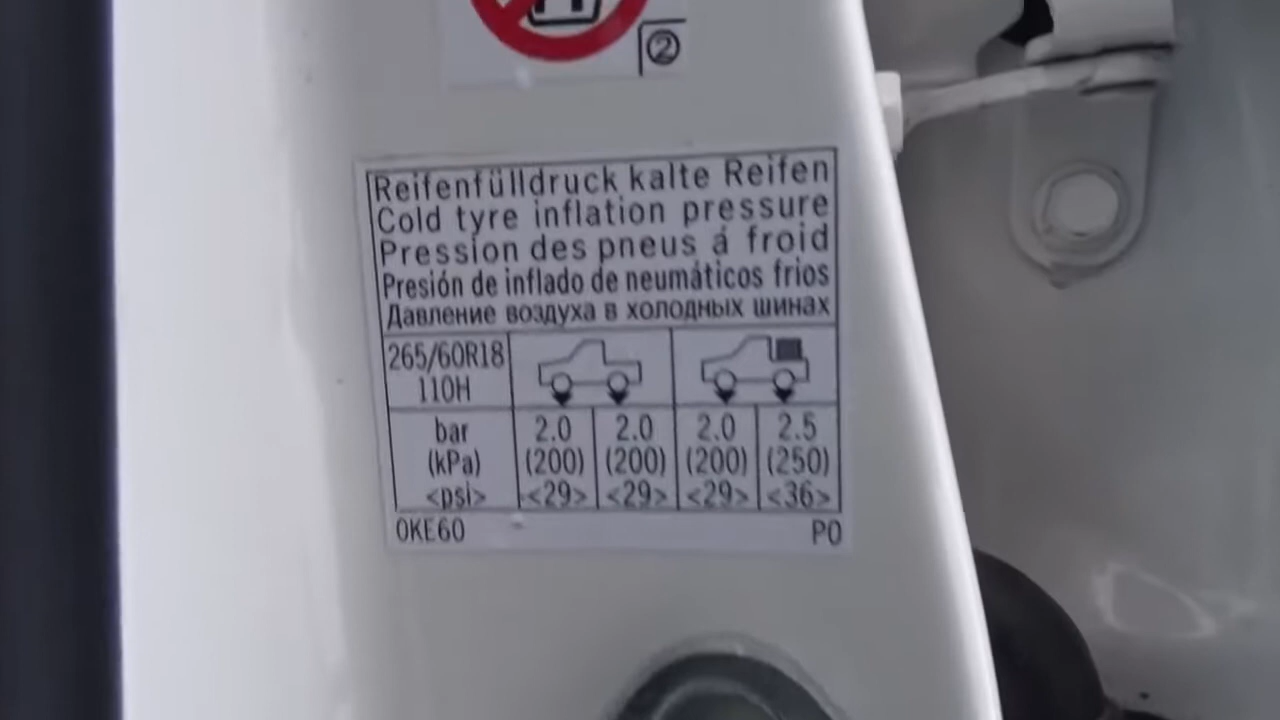 ②
Reifenfülldruck kalte Reifen
Cold tyre inflation pressure
Pression des pneus á froid
Presión de inflado de neumáticos frios
Давление воздуха в холодных шинах
265/60R18
110H
bar 2.0 2.0 2.0 2.5
(kPa) (200) (200) (200) (250)
<psi> <29> <29> <29> <36>
0KE60 P0